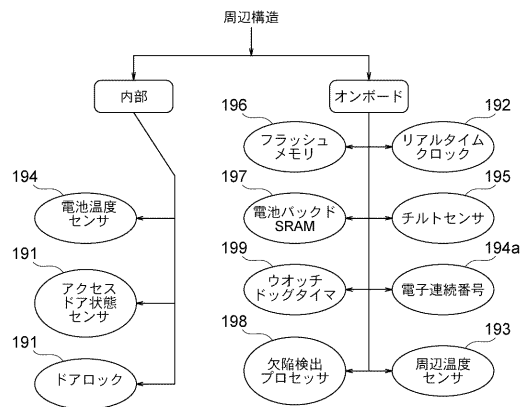 周辺構造
内部
オンボード
196
フラッシュ
メモリ
192
リアルタイム
クロック
194
電池温度
センサ
197
電池バックド
SRAM
195
チルトセンサ
191
アクセス
ドア状態
センサ
199
ウオッチ
ドッグタイマ
194a
電子連続番号
191
ドアロック
198
欠陥検出
プロセッサ
193
周辺温度
センサ